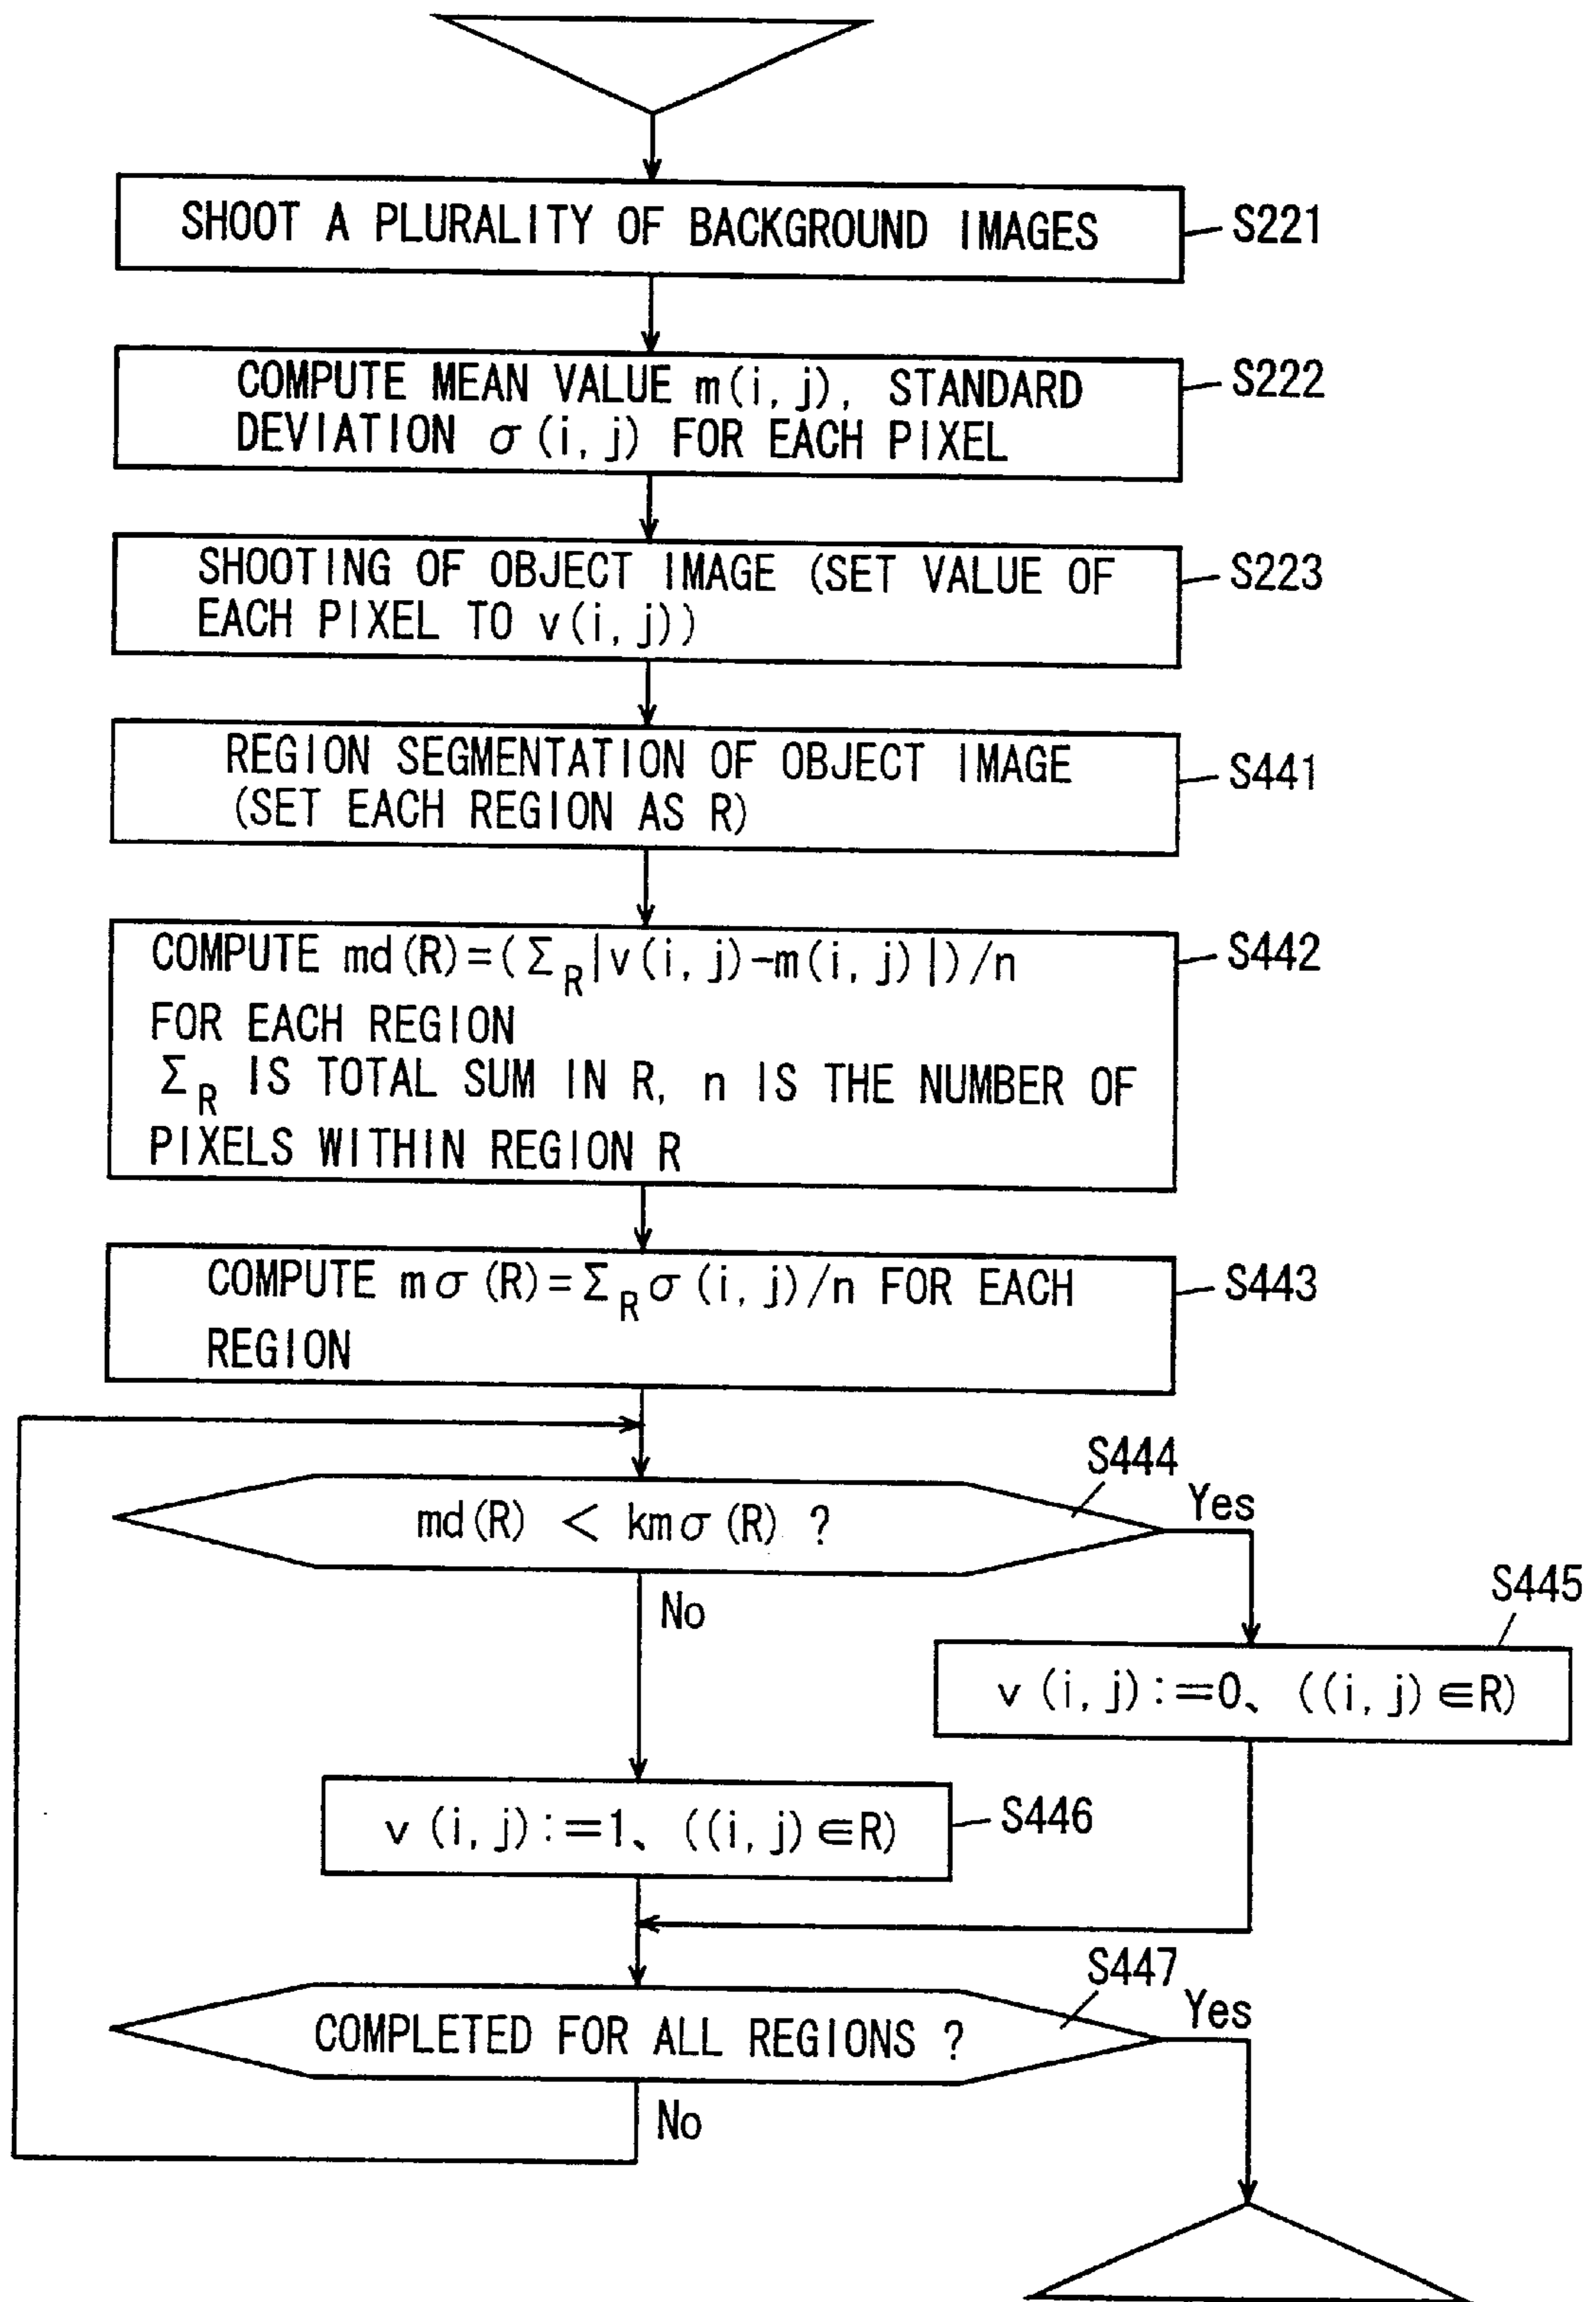 SHOOT A PLURALITY OF BACKGROUND IMAGES
S221
COMPUTE MEAN VALUE m(i, j), STANDARD
DEVIATION σ(i, j) FOR EACH PIXEL
S222
SHOOTING OF OBJECT IMAGE (SET VALUE OF
EACH PIXEL TO v(i, j))
S223
REGION SEGMENTATION OF OBJECT IMAGE
(SET EACH REGION AS R)
S441
COMPUTE md(R)=(Σ_R|v(i, j)-m(i, j)|)/n
FOR EACH REGION
Σ_R IS TOTAL SUM IN R, n IS THE NUMBER OF
PIXELS WITHIN REGION R
S442
COMPUTE mσ(R)=Σ_Rσ(i, j)/n FOR EACH
REGION
S443
S444
md(R) < kmσ(R) ?
Yes
No
S445
v(i, j):=0、((i, j)∈R)
v(i, j):=1、((i, j)∈R)
S446
S447
COMPLETED FOR ALL REGIONS ?
Yes
No